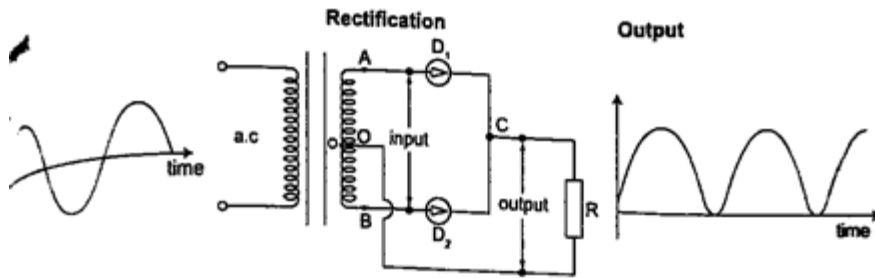 Rectification
Output
A
D₁
a.c
O
input
C
time
B
D₂
output
R
time